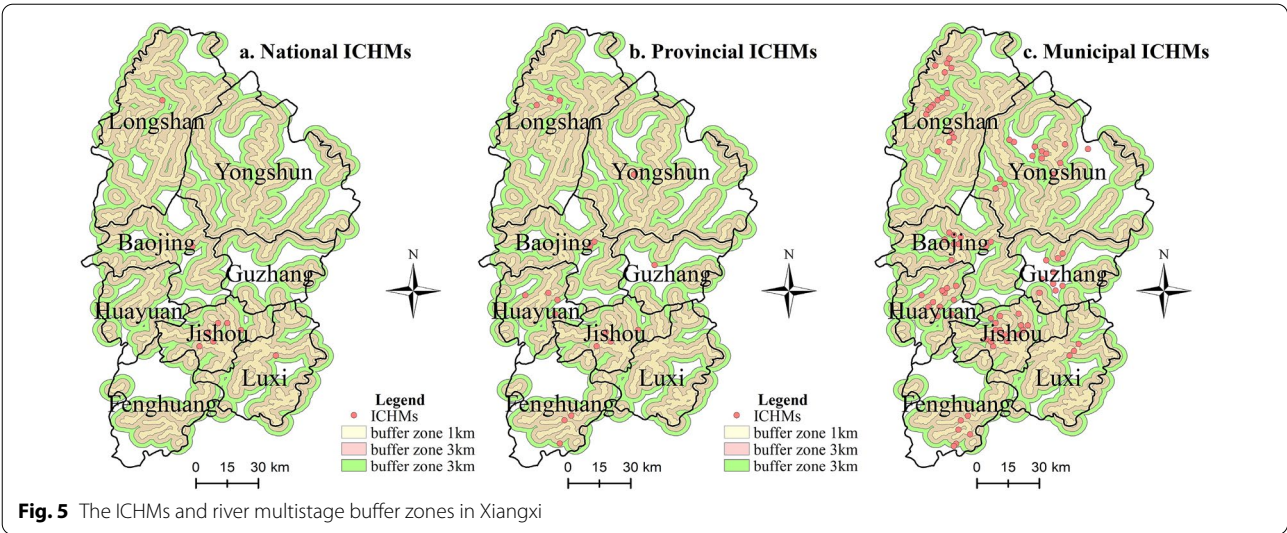 a. National ICHMs
Longshan
Yongshun
Baojing
Guzhang
Huayuan
Jishou
Luxi
Fenghuang
N
Legend
ICHMs
buffer zone 1km
buffer zone 3km
buffer zone 3km
0 15 30 km
b. Provincial ICHMs
Longshan
Yongshun
Baojing
Guzhang
Huayuan
Jishou
Luxi
Fenghuang
N
Legend
ICHMs
buffer zone 1km
buffer zone 3km
buffer zone 3km
0 15 30 km
c. Municipal ICHMs
Longshan
Yongshun
Baojing
Guzhang
Huayuan
Jishou
Luxi
Fenghuang
N
0 15 30 km
Fig. 5 The ICHMs and river multistage buffer zones in Xiangxi